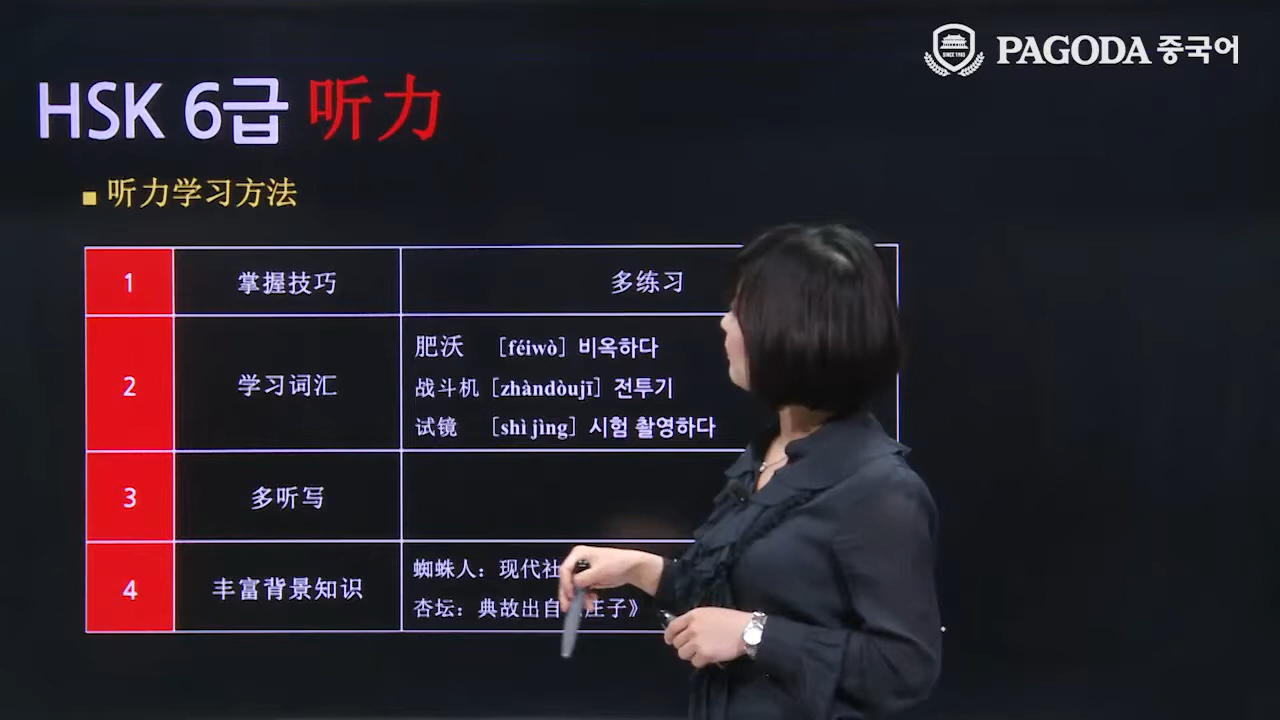 SINCE 1983
PAGODA 중국어
HSK 6급 听力
听力学习方法
1 掌握技巧 多练习
2 学习词汇
肥沃 [féiwò] 비옥하다
战斗机 [zhàndòujī] 전투기
试镜 [shì jìng] 시험 촬영하다
3 多听写
4 丰富背景知识
蜘蛛人：现代社
杏坛：典故出自《庄子》